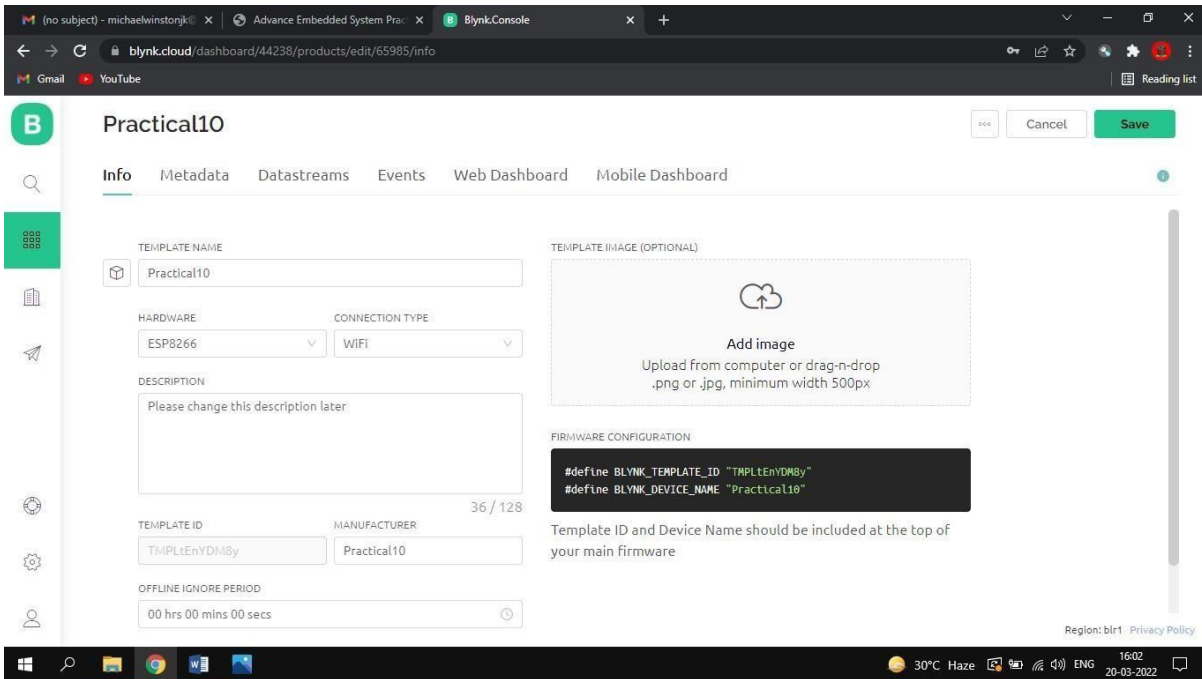 (no subject) - michaelwinstonjk@
Advance Embedded System Prac
Blynk.Console
blynk.cloud/dashboard/44238/products/edit/65985/info
Gmail
YouTube
Reading list
B
Practical10
Cancel
Save
Info
Metadata
Datastreams
Events
Web Dashboard
Mobile Dashboard
TEMPLATE NAME
Practical10
HARDWARE
CONNECTION TYPE
ESP8266
WiFi
DESCRIPTION
Please change this description later
36 / 128
TEMPLATE ID
MANUFACTURER
TMPLtEnYDM8y
Practical10
OFFLINE IGNORE PERIOD
00 hrs 00 mins 00 secs
TEMPLATE IMAGE (OPTIONAL)
Add image
Upload from computer or drag-n-drop
.png or .jpg, minimum width 500px
FIRMWARE CONFIGURATION
#define BLYNK_TEMPLATE_ID "TMPLtEnYDM8y"
#define BLYNK_DEVICE_NAME "Practical10"
Template ID and Device Name should be included at the top of
your main firmware
Region: blr1 Privacy Policy
30°C Haze
ENG
16:02
20-03-2022